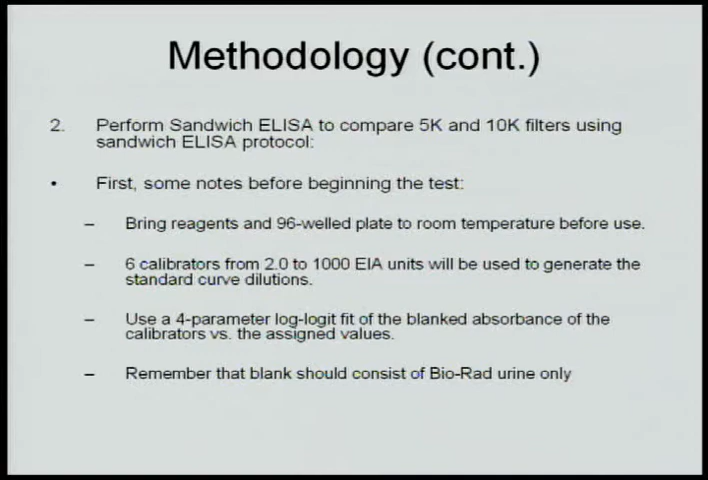 Methodology (cont.)
2. Perform Sandwich ELISA to compare 5K and 10K filters using
sandwich ELISA protocol:
• First, some notes before beginning the test:
– Bring reagents and 96-welled plate to room temperature before use.
– 6 calibrators from 2.0 to 1000 EIA units will be used to generate the
standard curve dilutions.
– Use a 4-parameter log-logit fit of the blanked absorbance of the
calibrators vs. the assigned values.
– Remember that blank should consist of Bio-Rad urine only